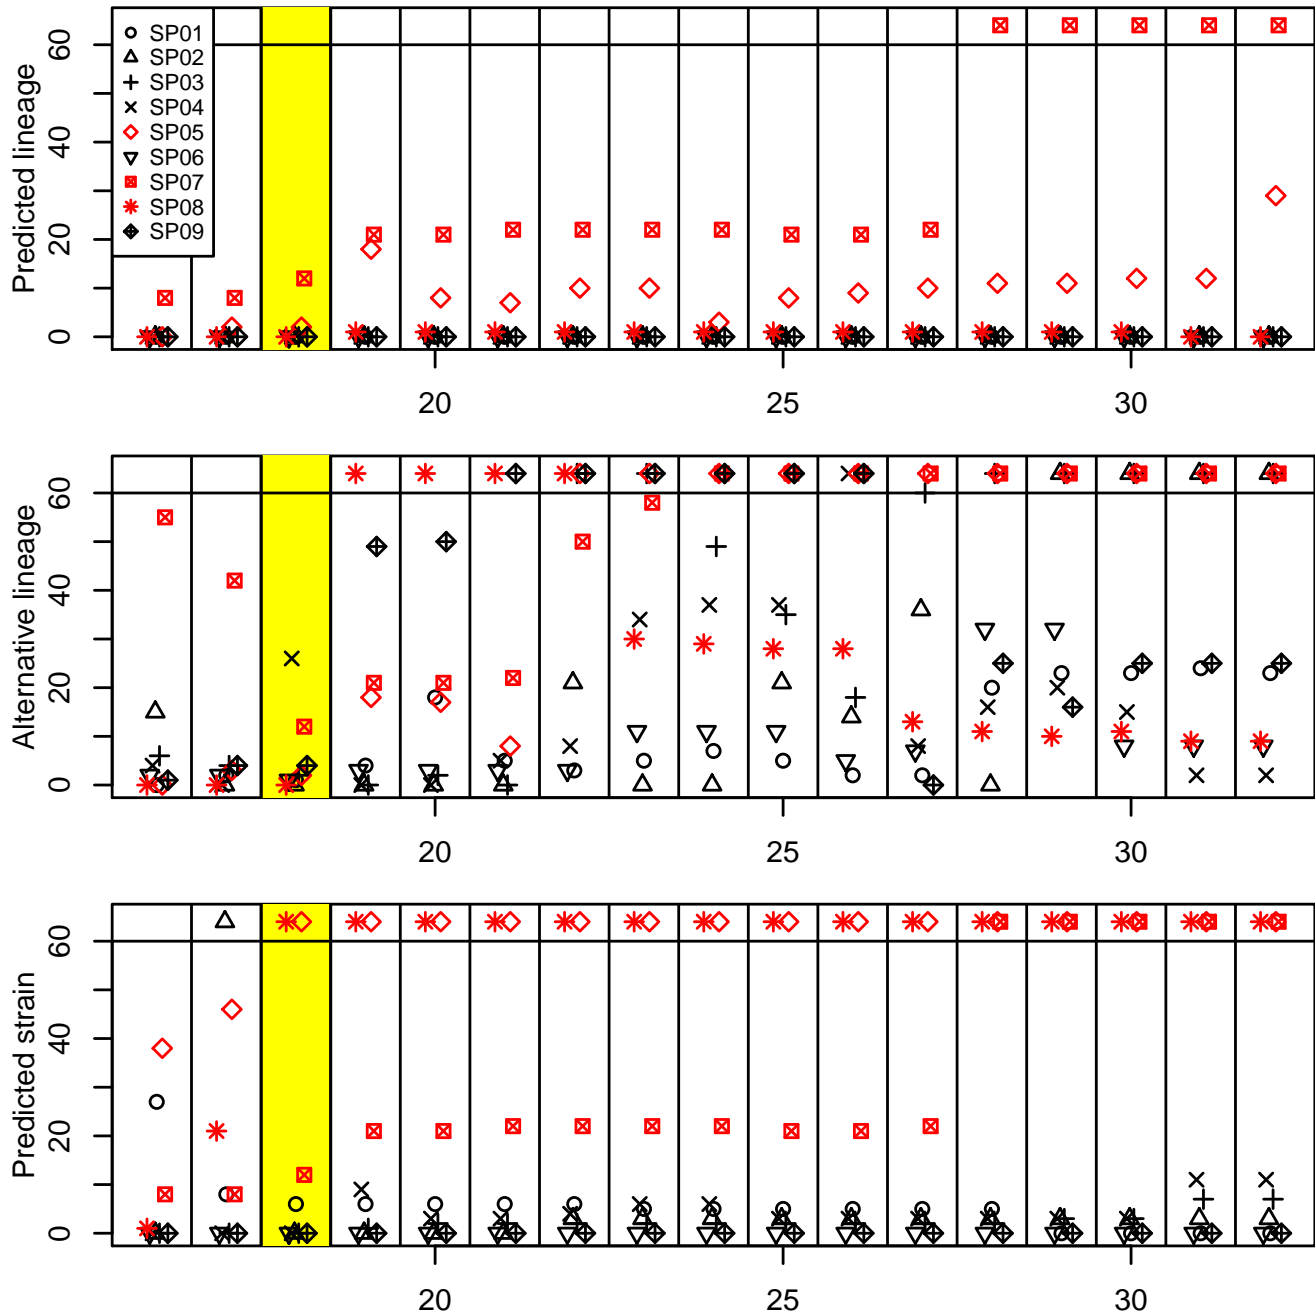 SP01
SP02
SP03
SP04
SP05
SP06
SP07
SP08
SP09
Predicted lineage
0 20 40 60
20 25 30
Alternative lineage
0 20 40 60
20 25 30
Predicted strain
0 20 40 60
20 25 30